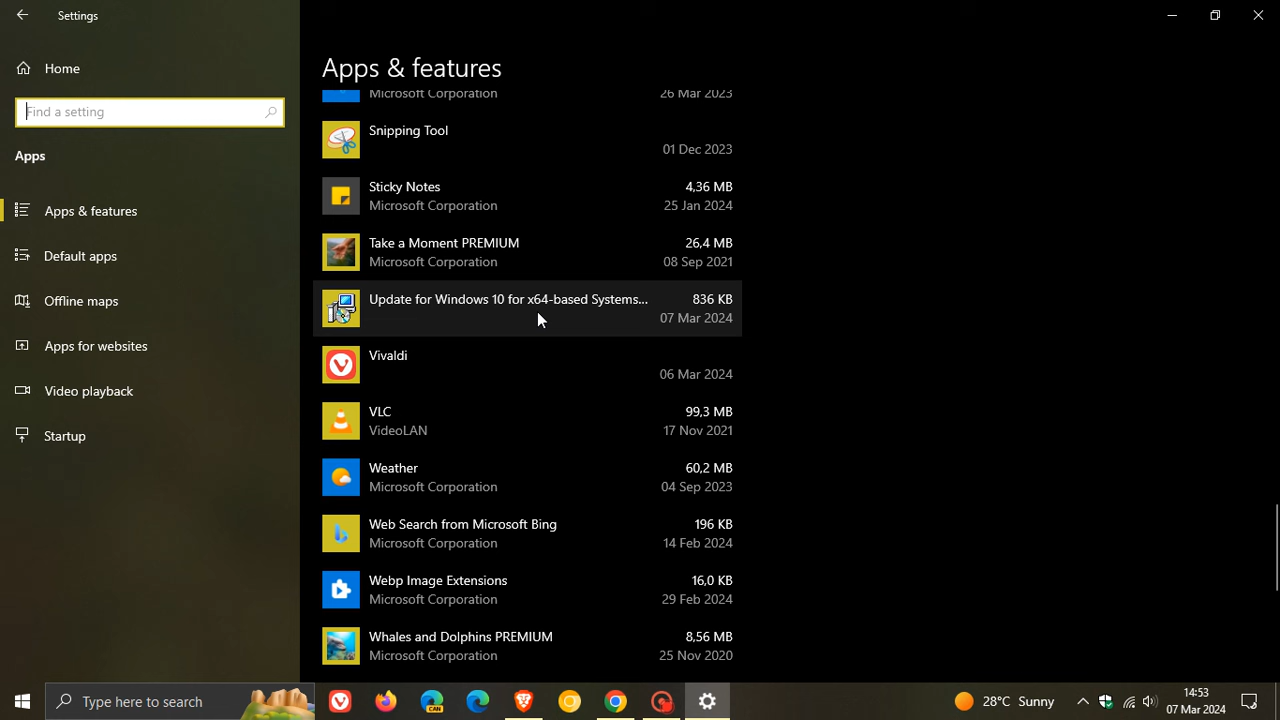 Settings
Home
Find a setting
Apps
Apps & features
Default apps
Offline maps
Apps for websites
Video playback
Startup
Apps & features
Microsoft Corporation 26 Mar 2023
Snipping Tool
01 Dec 2023
Sticky Notes 4,36 MB
Microsoft Corporation 25 Jan 2024
Take a Moment PREMIUM 26,4 MB
Microsoft Corporation 08 Sep 2021
Update for Windows 10 for x64-based Systems... 836 KB
07 Mar 2024
Vivaldi
06 Mar 2024
VLC 99,3 MB
VideoLAN 17 Nov 2021
Weather 60,2 MB
Microsoft Corporation 04 Sep 2023
Web Search from Microsoft Bing 196 KB
Microsoft Corporation 14 Feb 2024
Webp Image Extensions 16,0 KB
Microsoft Corporation 29 Feb 2024
Whales and Dolphins PREMIUM 8,56 MB
Microsoft Corporation 25 Nov 2020
Type here to search
CAN
28°C Sunny
14:53
07 Mar 2024